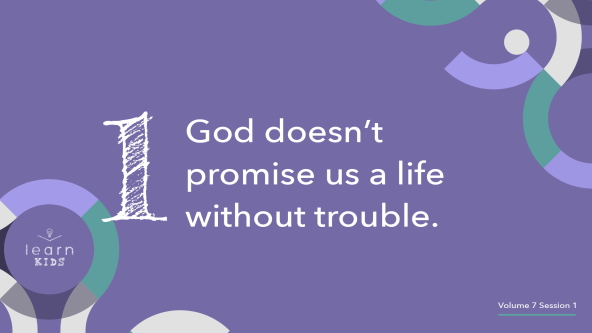 1
God doesn't
promise us a life
without trouble.
learn
KIDS
Volume 7 Session 1